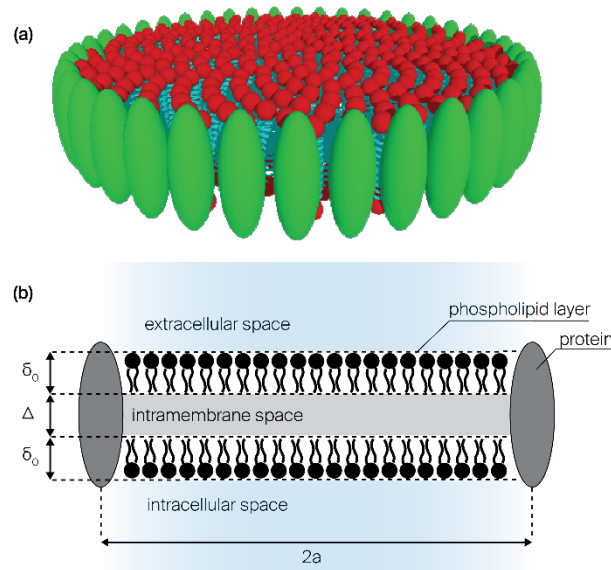 (a)
(b)
extracellular space
phospholipid layer
protein
δ₀
Δ
intramembrane space
δ₀
intracellular space
2a